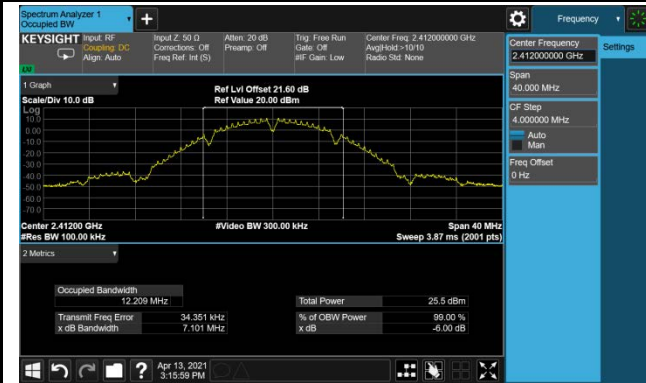 Spectrum Analyzer 1
Occupied BW
+
Frequency
KEYSIGHT
Input: RF
Coupling: DC
Align: Auto
Input Z: 50 Ω
Corrections: Off
Freq Ref: Int (S)
Atten: 20 dB
Preamp: Off
Trig: Free Run
Gate: Off
#IF Gain: Low
Center Freq: 2.412000000 GHz
Avg|Hold:>10/10
Radio Std: None
Center Frequency
2.412000000 GHz
Settings
Span
40.000 MHz
CF Step
4.000000 MHz
Auto
Man
Freq Offset
0 Hz
1 Graph
Scale/Div 10.0 dB
Ref Lvl Offset 21.60 dB
Ref Value 20.00 dBm
Log
10.0
0.00
-10.0
-20.0
-30.0
-40.0
-50.0
-60.0
-70.0
Center 2.41200 GHz
#Res BW 100.00 kHz
#Video BW 300.00 kHz
Span 40 MHz
Sweep 3.87 ms (2001 pts)
2 Metrics
Occupied Bandwidth
12.209 MHz
Total Power 25.5 dBm
Transmit Freq Error 34.351 kHz
% of OBW Power 99.00 %
x dB Bandwidth 7.101 MHz
x dB -6.00 dB
?
Apr 13, 2021
3:15:59 PM